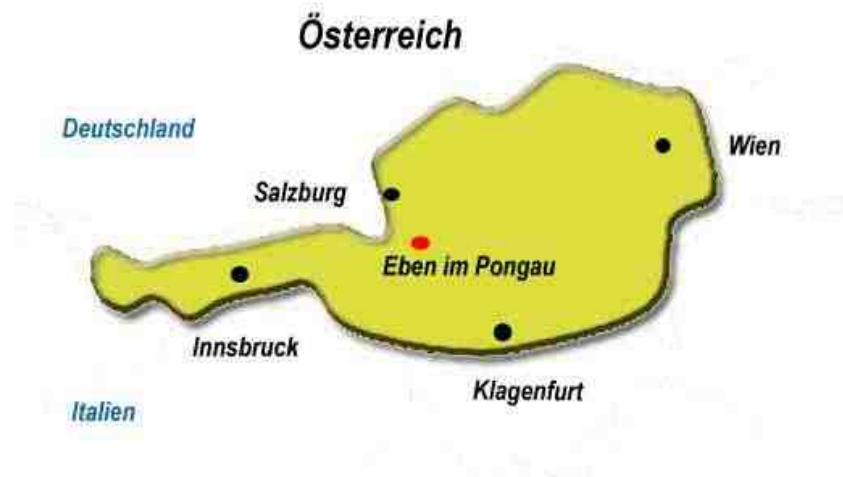 Österreich
Deutschland
Wien
Salzburg
Eben im Pongau
Innsbruck
Klagenfurt
Italien